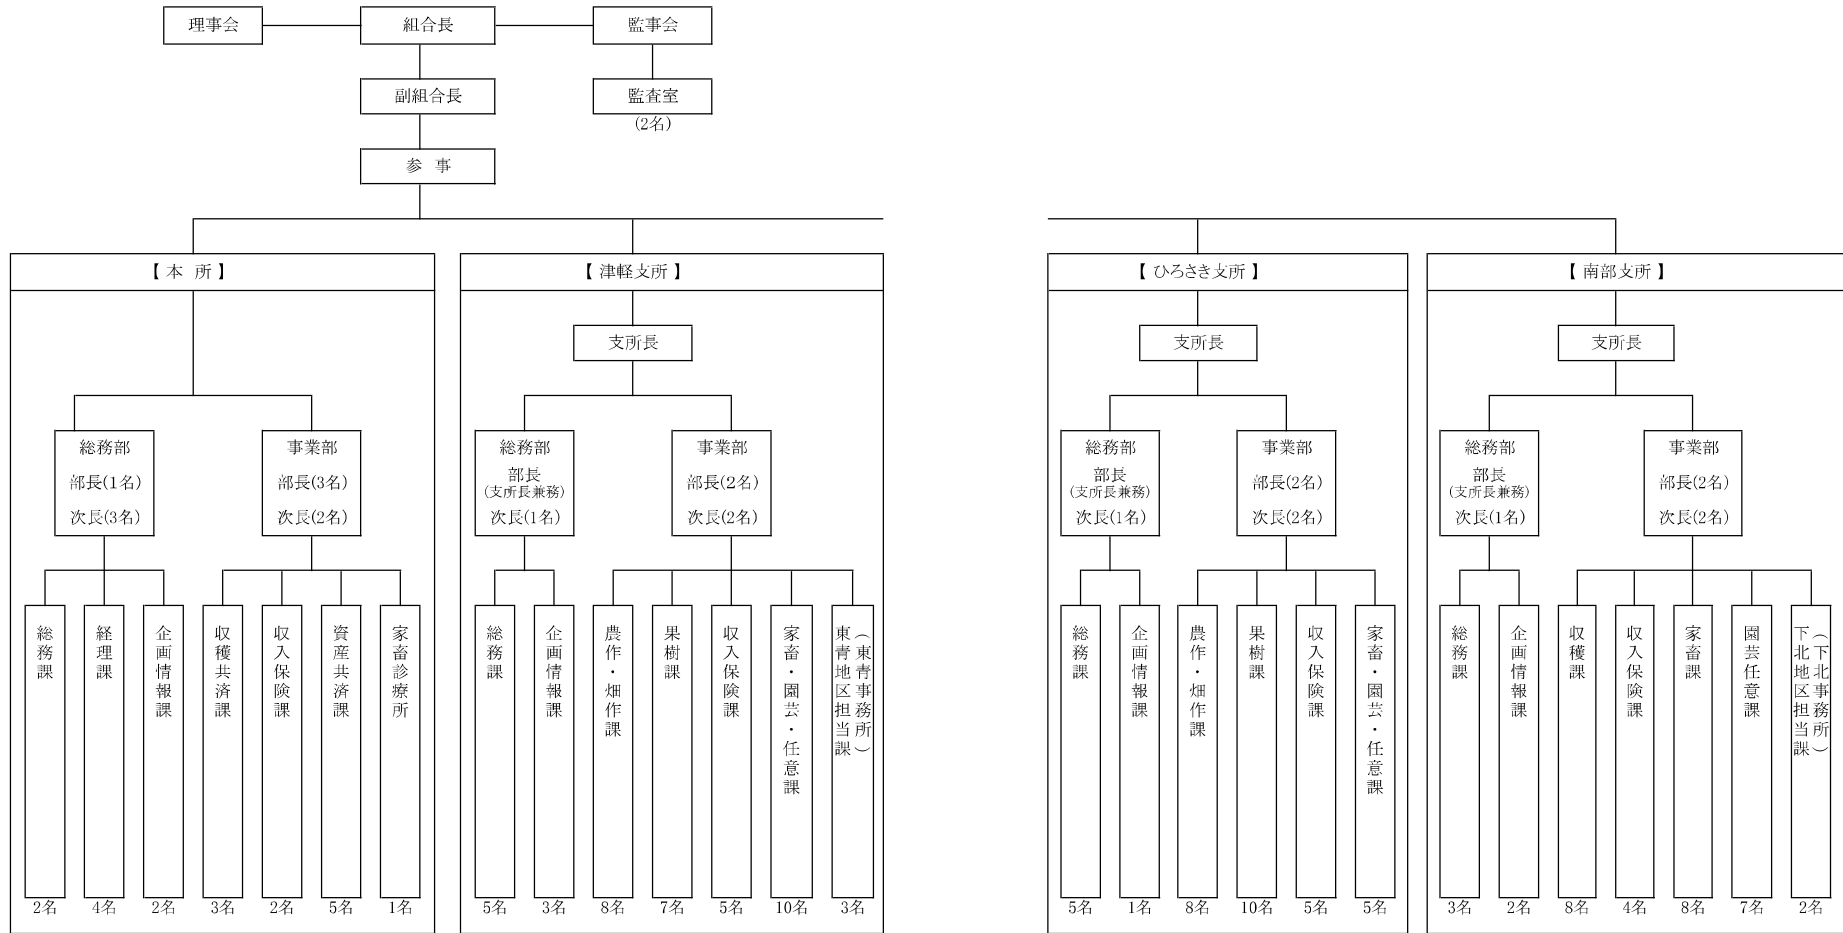 理事会
組合長
監事会
副組合長
監査室
(2名)
参 事
【 本 所 】
総務部
部長(1名)
次長(3名)
事業部
部長(3名)
次長(2名)
総務課
経理課
企画情報課
収穫共済課
収入保険課
資産共済課
家畜診療所
2名
4名
2名
3名
2名
5名
1名
【 津軽支所 】
支所長
総務部
部長
(支所長兼務)
次長(1名)
事業部
部長(2名)
次長(2名)
総務課
企画情報課
農作・畑作課
果樹課
収入保険課
家畜・園芸・任意課
(東青事務所)
東青地区担当課
5名
3名
8名
7名
5名
10名
3名
【 ひろさき支所 】
支所長
総務部
部長
(支所長兼務)
次長(1名)
事業部
部長(2名)
次長(2名)
総務課
企画情報課
農作・畑作課
果樹課
収入保険課
家畜・園芸・任意課
5名
1名
8名
10名
5名
5名
【 南部支所 】
支所長
総務部
部長
(支所長兼務)
次長(1名)
事業部
部長(2名)
次長(2名)
総務課
企画情報課
収穫課
収入保険課
家畜課
園芸任意課
(下北事務所)
下北地区担当課
3名
2名
8名
4名
8名
7名
2名